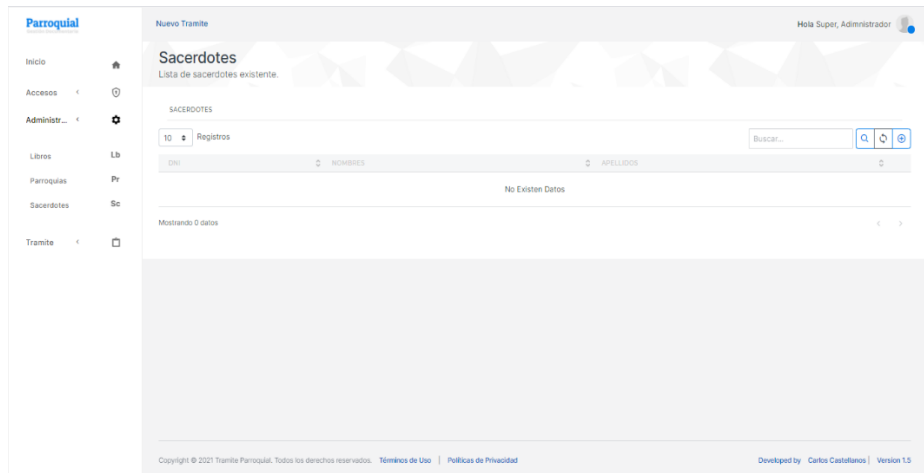 Parroquial
Nuevo Tramite
Hola Super, Adimnistrador
Inicio
Accesos
Administr...
Libros Lb
Parroquias Pr
Sacerdotes Sc
Tramite
Sacerdotes
Lista de sacerdotes existente.
SACERDOTES
10 Registros
Buscar...
DNI NOMBRES APELLIDOS
No Existen Datos
Mostrando 0 datos
Copyright © 2021 Tramite Parroquial. Todos los derechos reservados. Términos de Uso | Políticas de Privacidad
Developed by Carlos Castellanos | Version 1.5